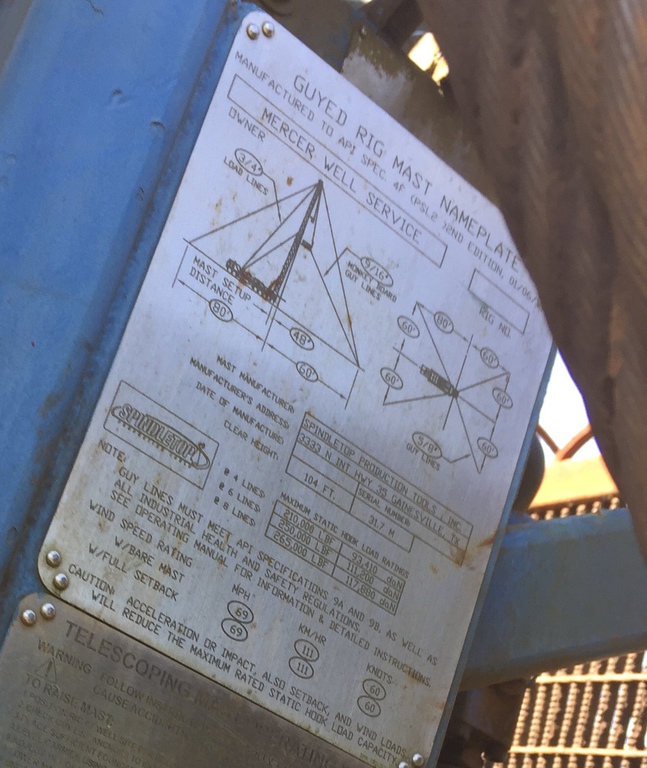 GUYED RIG MAST NAMEPLATE
MANUFACTURED TO API SPEC 4F (PSL2 )2ND EDITION, 01/06/
MERCER WELL SERVICE
OWNER
RIG NO.
3/4"
LOAD LINES
9/16"
MONKEY BOARD
GUY LINES
MAST SETUP
DISTANCE
80'
48"
60'
80'
60'
60'
60'
60'
60'
5/8"
GUY LINES
MAST MANUFACTURER:
MANUFACTURER'S ADDRESS:
DATE OF MANUFACTURE:
CLEAR HEIGHT:
SPINDLETOP PRODUCTION TOOLS , INC.
3333 N INT HWY 35 GAINESVILLE, TX
SERIAL NUMBER:
104 FT.
31.7 M
SPINDLETOP
MAXIMUM STATIC HOOK LOAD RATINGS
@ 4 LINES: 210,000 LBF 93,410 daN
@ 6 LINES: 250,000 LBF 111,200 daN
@ 8 LINES: 265,000 LBF 117,880 daN
NOTE:
GUY LINES MUST MEET API SPECIFICATIONS 9A AND 9B, AS WELL AS
ALL INDUSTRIAL HEALTH AND SAFETY REGULATIONS.
SEE OPERATING MANUAL FOR INFORMATION & DETAILED INSTRUCTIONS.
WIND SPEED RATING MPH KM/HR KNOTS
W/BARE MAST 69 111 60
W/FULL SETBACK 69 111 60
CAUTION: ACCELERATION OR IMPACT, ALSO SETBACK, AND WIND LOADS
WILL REDUCE THE MAXIMUM RATED STATIC HOOK LOAD CAPACITY.
TELESCOPING
WARNING: FOLLOW
CAUSE
TO RAISE MAST